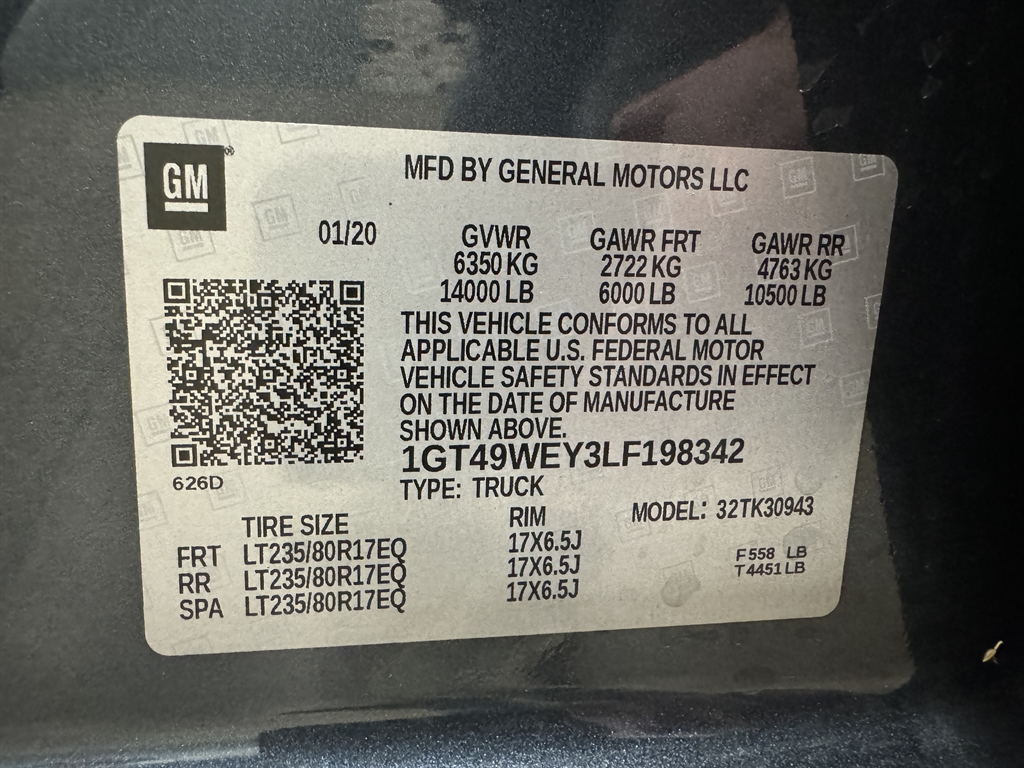 GM
MFD BY GENERAL MOTORS LLC
01/20
GVWR GAWR FRT GAWR RR
6350 KG 2722 KG 4763 KG
14000 LB 6000 LB 10500 LB
THIS VEHICLE CONFORMS TO ALL
APPLICABLE U.S. FEDERAL MOTOR
VEHICLE SAFETY STANDARDS IN EFFECT
ON THE DATE OF MANUFACTURE
SHOWN ABOVE.
1GT49WEY3LF198342
626D
TYPE: TRUCK
MODEL: 32TK30943
TIRE SIZE RIM
FRT LT235/80R17EQ 17X6.5J
RR LT235/80R17EQ 17X6.5J
SPA LT235/80R17EQ 17X6.5J
F 558 LB
T 4451 LB